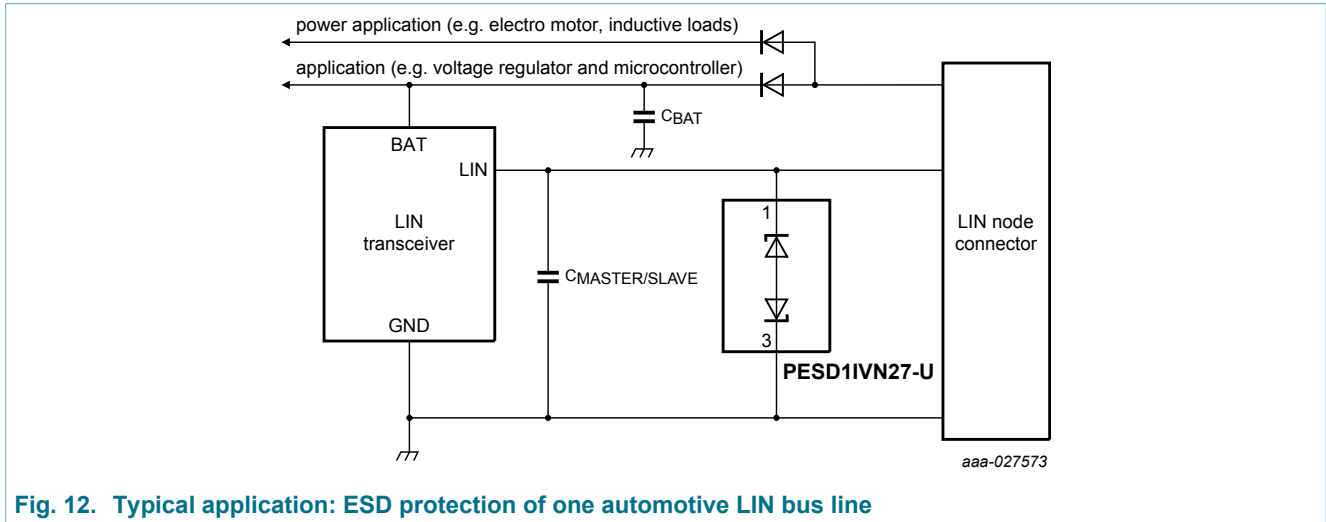 power application (e.g. electro motor, inductive loads)
application (e.g. voltage regulator and microcontroller)
CBAT
BAT
LIN
LIN
transceiver
GND
CMASTER/SLAVE
1
3
PESD1IVN27-U
LIN node
connector
aaa-027573
Fig. 12. Typical application: ESD protection of one automotive LIN bus line